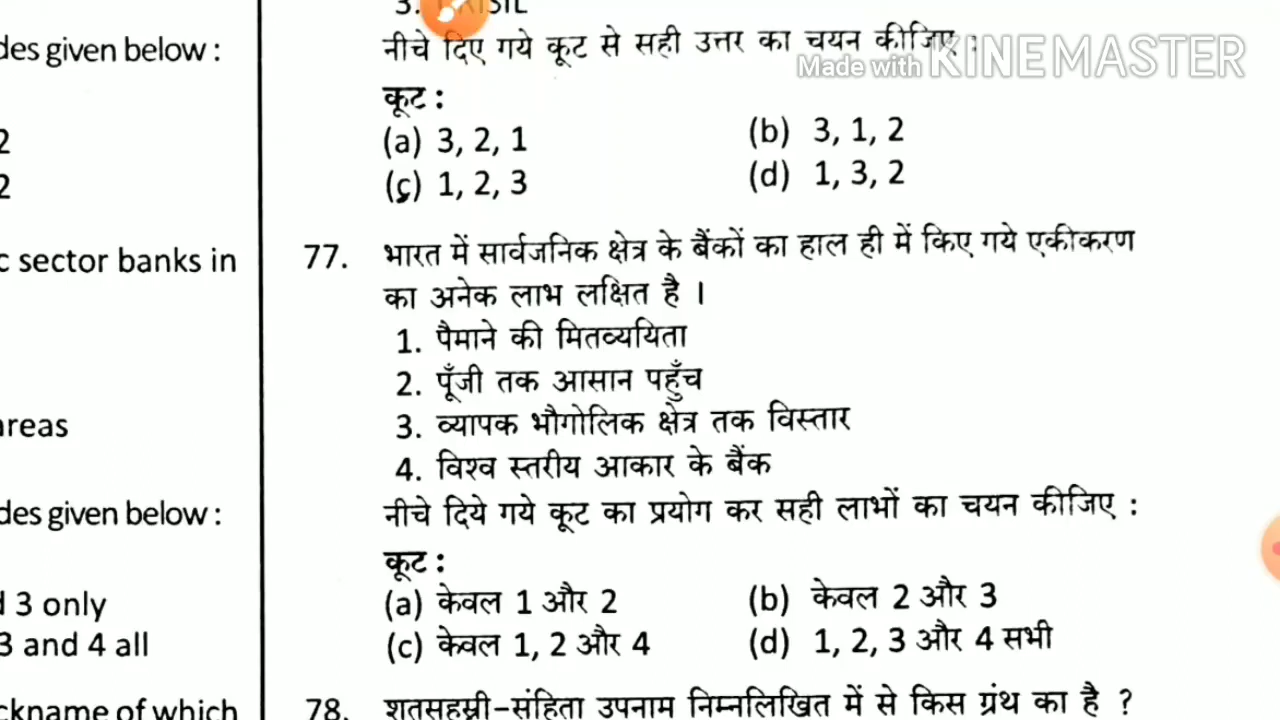 3.
des given below :
नीचे दिए गये कूट से सही उत्तर का चयन कीजिए :
Made with KINEMASTER
कूट :
2
(a) 3, 2, 1
(b) 3, 1, 2
2
(c) 1, 2, 3
(d) 1, 3, 2
c sector banks in
77. भारत में सार्वजनिक क्षेत्र के बैंकों का हाल ही में किए गये एकीकरण
का अनेक लाभ लक्षित है ।
1. पैमाने की मितव्ययिता
2. पूँजी तक आसान पहुँच
areas
3. व्यापक भौगोलिक क्षेत्र तक विस्तार
4. विश्व स्तरीय आकार के बैंक
des given below :
नीचे दिये गये कूट का प्रयोग कर सही लाभों का चयन कीजिए :
कूट :
3 only
(a) केवल 1 और 2
(b) केवल 2 और 3
3 and 4 all
(c) केवल 1, 2 और 4
(d) 1, 2, 3 और 4 सभी
ckname of which
78. शतसहस्री-संहिता उपनाम निम्नलिखित में से किस ग्रंथ का है ?